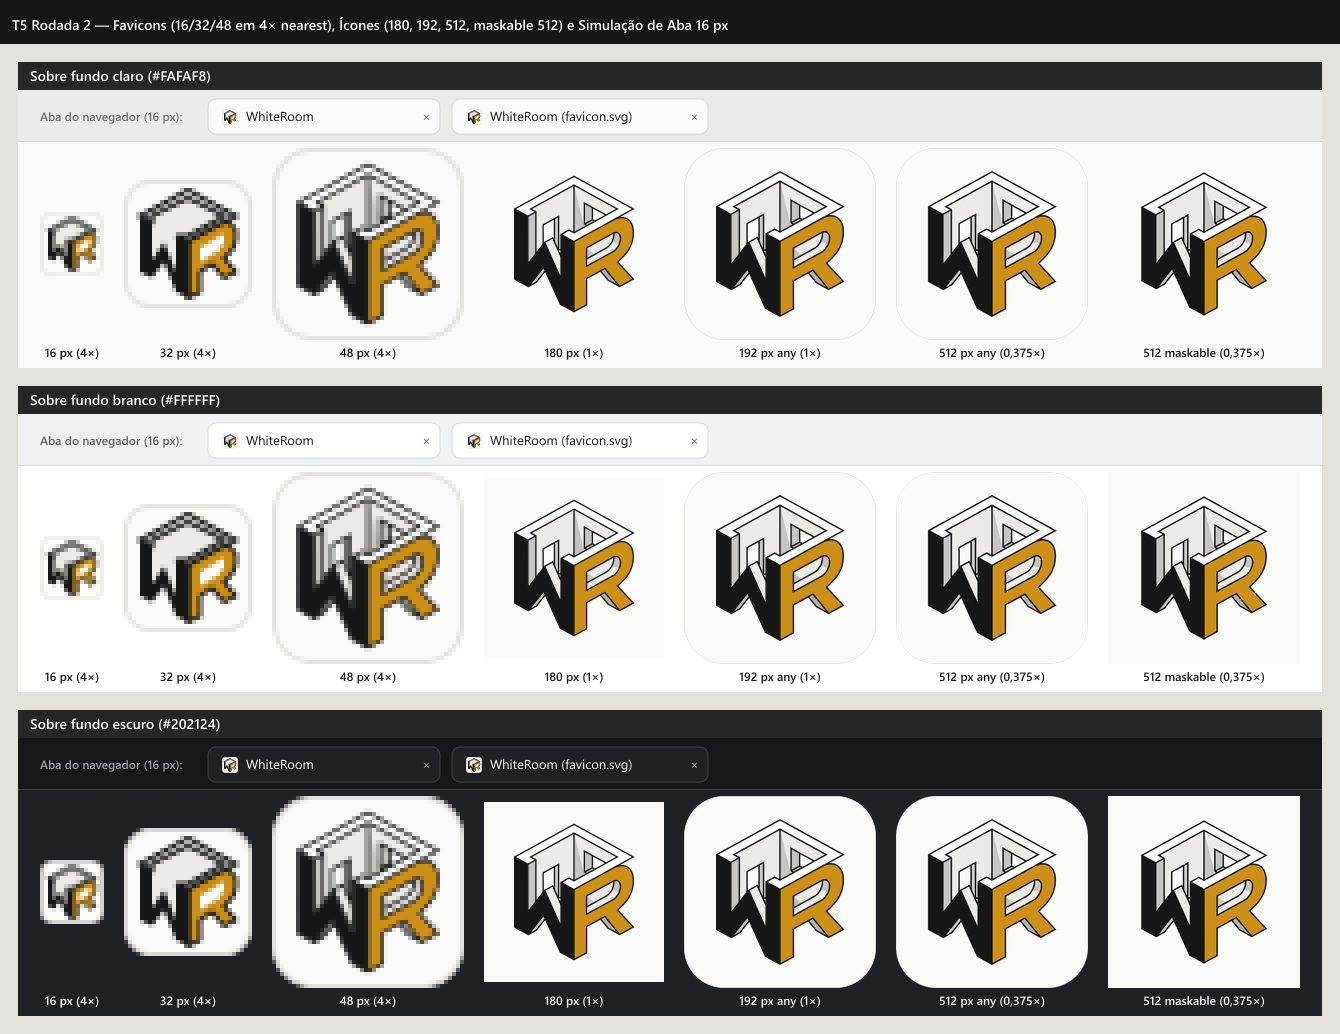 T5 Rodada 2 — Favicons (16/32/48 em 4× nearest), Ícones (180, 192, 512, maskable 512) e Simulação de Aba 16 px
Sobre fundo claro (#FAFAF8)
Aba do navegador (16 px): WhiteRoom × WhiteRoom (favicon.svg) ×
16 px (4×) 32 px (4×) 48 px (4×) 180 px (1×) 192 px any (1×) 512 px any (0,375×) 512 maskable (0,375×)
Sobre fundo branco (#FFFFFF)
Aba do navegador (16 px): WhiteRoom × WhiteRoom (favicon.svg) ×
16 px (4×) 32 px (4×) 48 px (4×) 180 px (1×) 192 px any (1×) 512 px any (0,375×) 512 maskable (0,375×)
Sobre fundo escuro (#202124)
Aba do navegador (16 px): WhiteRoom × WhiteRoom (favicon.svg) ×
16 px (4×) 32 px (4×) 48 px (4×) 180 px (1×) 192 px any (1×) 512 px any (0,375×) 512 maskable (0,375×)